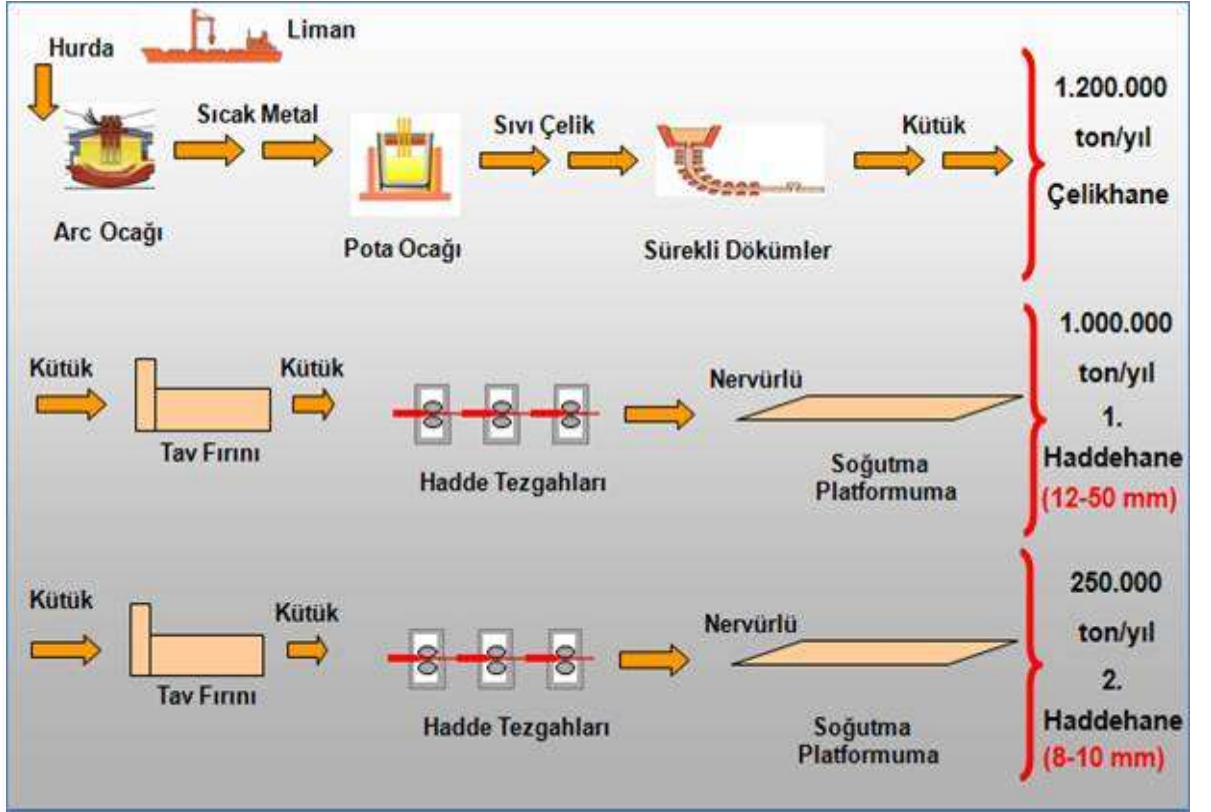 Hurda
Liman
Sıcak Metal
Sıvı Çelik
Kütük
Arc Ocağı
Pota Ocağı
Sürekli Dökümler
1.200.000
ton/yıl
Çelikhane
Kütük
Kütük
Nervürlü
Tav Fırını
Hadde Tezgahları
Soğutma
Platformuma
1.000.000
ton/yıl
1.
Haddehane
(12-50 mm)
Kütük
Kütük
Nervürlü
Tav Fırını
Hadde Tezgahları
Soğutma
Platformuma
250.000
ton/yıl
2.
Haddehane
(8-10 mm)